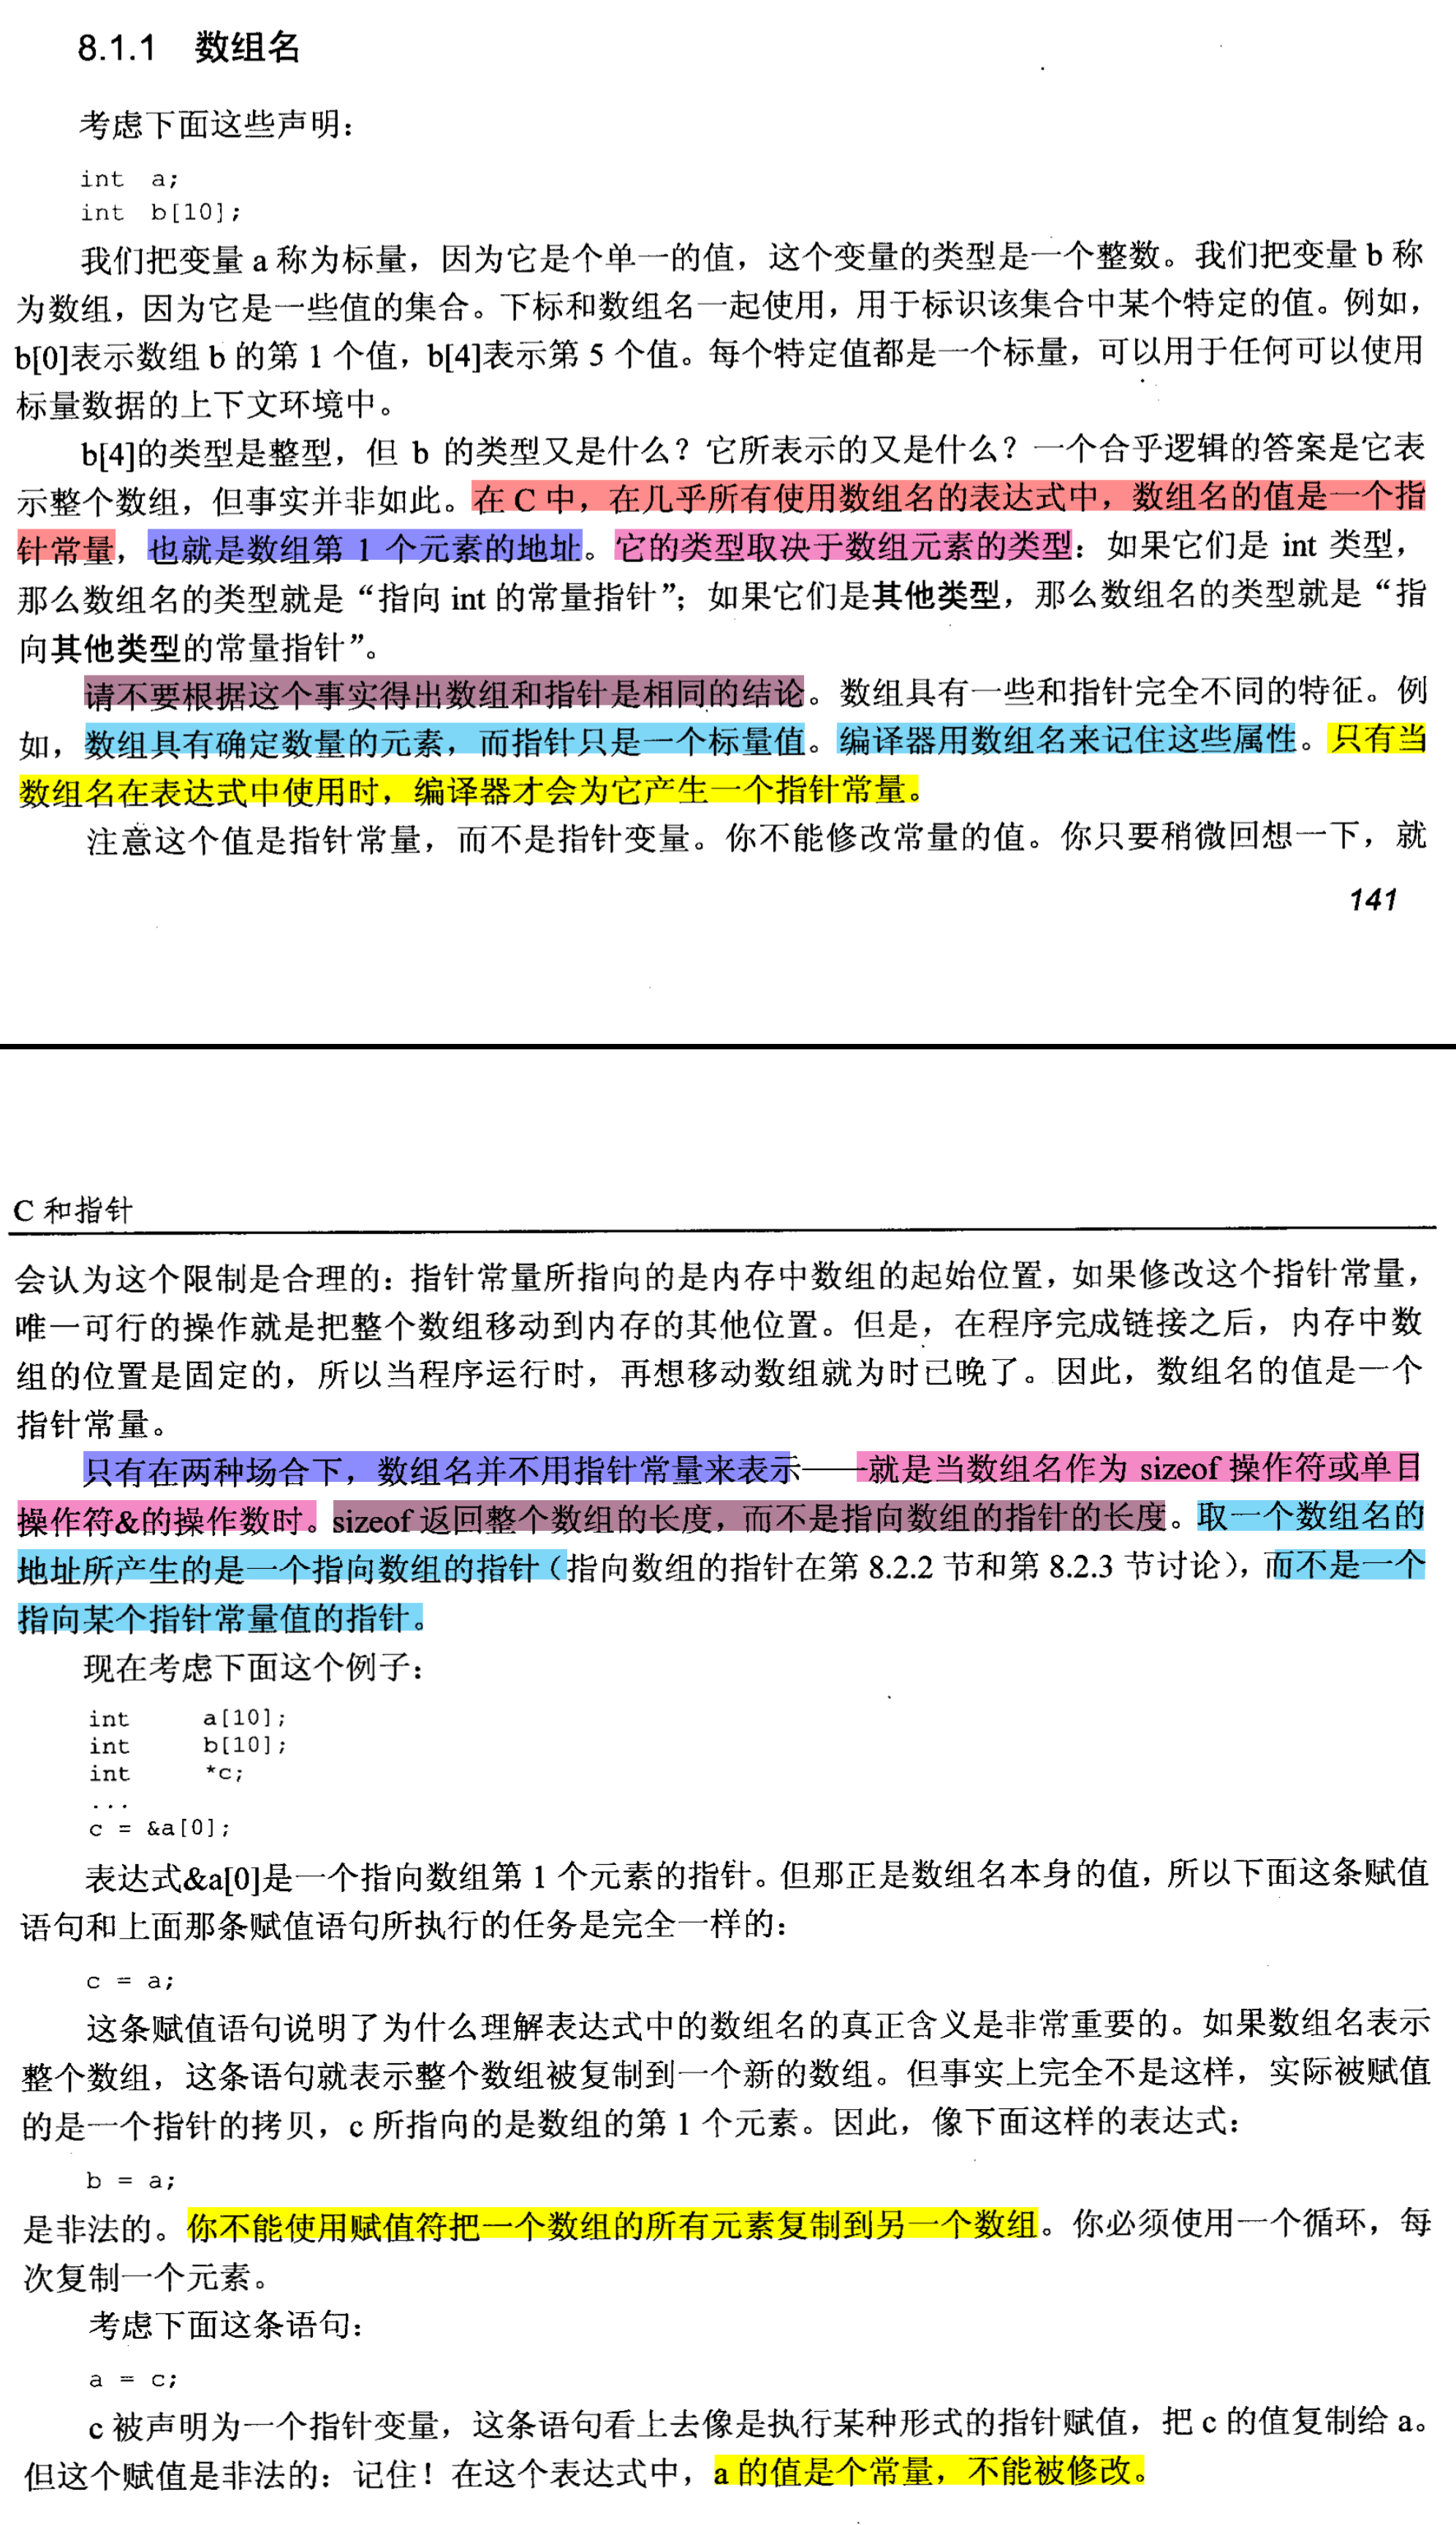 8.1.1 数组名
考虑下面这些声明：
int a;
int b[10];
我们把变量 a 称为标量，因为它是个单一的值，这个变量的类型是一个整数。我们把变量 b 称
为数组，因为它是一些值的集合。下标和数组名一起使用，用于标识该集合中某个特定的值。例如，
b[0]表示数组 b 的第 1 个值，b[4]表示第 5 个值。每个特定值都是一个标量，可以用于任何可以使用
标量数据的上下文环境中。
b[4]的类型是整型，但 b 的类型又是什么？它所表示的又是什么？一个合乎逻辑的答案是它表
示整个数组，但事实并非如此。在 C 中，在几乎所有使用数组名的表达式中，数组名的值是一个指
针常量，也就是数组第 1 个元素的地址。它的类型取决于数组元素的类型：如果它们是 int 类型，
那么数组名的类型就是“指向 int 的常量指针”；如果它们是其他类型，那么数组名的类型就是“指
向其他类型的常量指针”。
请不要根据这个事实得出数组和指针是相同的结论。数组具有一些和指针完全不同的特征。例
如，数组具有确定数量的元素，而指针只是一个标量值。编译器用数组名来记住这些属性。只有当
数组名在表达式中使用时，编译器才会为它产生一个指针常量。
注意这个值是指针常量，而不是指针变量。你不能修改常量的值。你只要稍微回想一下，就
141
C 和指针
会认为这个限制是合理的：指针常量所指向的是内存中数组的起始位置，如果修改这个指针常量，
唯一可行的操作就是把整个数组移动到内存的其他位置。但是，在程序完成链接之后，内存中数
组的位置是固定的，所以当程序运行时，再想移动数组就为时已晚了。因此，数组名的值是一个
指针常量。
只有在两种场合下，数组名并不用指针常量来表示——就是当数组名作为 sizeof 操作符或单目
操作符&的操作数时。sizeof 返回整个数组的长度，而不是指向数组的指针的长度。取一个数组名的
地址所产生的是一个指向数组的指针（指向数组的指针在第 8.2.2 节和第 8.2.3 节讨论），而不是一个
指向某个指针常量值的指针。
现在考虑下面这个例子：
int a[10];
int b[10];
int *c;
...
c = &a[0];
表达式&a[0]是一个指向数组第 1 个元素的指针。但那正是数组名本身的值，所以下面这条赋值
语句和上面那条赋值语句所执行的任务是完全一样的：
c = a;
这条赋值语句说明了为什么理解表达式中的数组名的真正含义是非常重要的。如果数组名表示
整个数组，这条语句就表示整个数组被复制到一个新的数组。但事实上完全不是这样，实际被赋值
的是一个指针的拷贝，c 所指向的是数组的第 1 个元素。因此，像下面这样的表达式：
b = a;
是非法的。你不能使用赋值符把一个数组的所有元素复制到另一个数组。你必须使用一个循环，每
次复制一个元素。
考虑下面这条语句：
a = c;
c 被声明为一个指针变量，这条语句看上去像是执行某种形式的指针赋值，把 c 的值复制给 a。
但这个赋值是非法的：记住！在这个表达式中，a 的值是个常量，不能被修改。